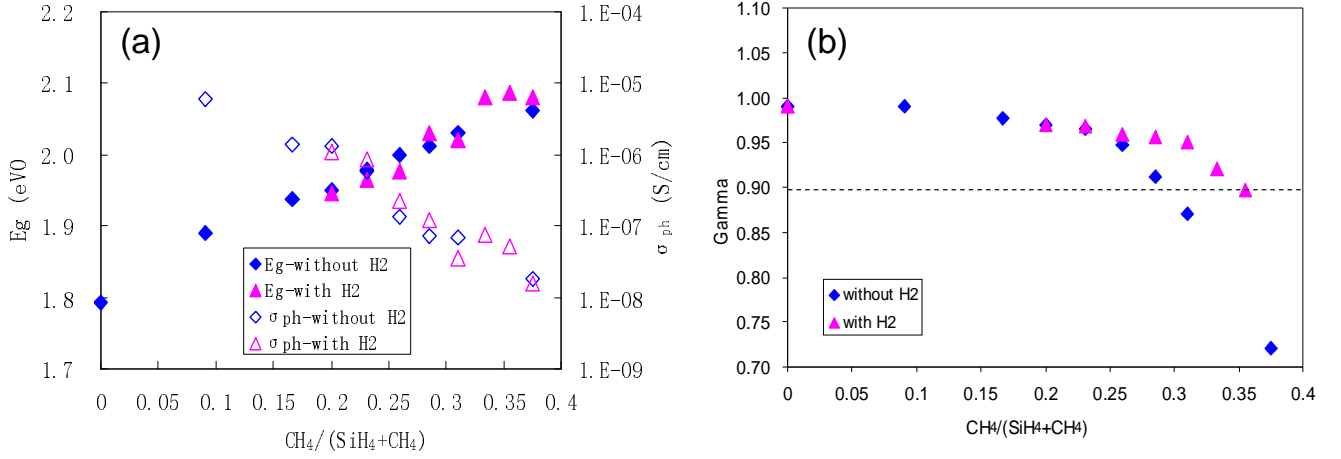 (a)
2.2
2.1
2.0
1.9
1.8
1.7
Eg (eVO
1.E-04
1.E-05
1.E-06
1.E-07
1.E-08
1.E-09
σ ph (S/cm)
Eg-without H2
Eg-with H2
σph-without H2
σph-with H2
0 0.05 0.1 0.15 0.2 0.25 0.3 0.35 0.4
CH₄/(SiH₄+CH₄)
(b)
1.10
1.05
1.00
0.95
0.90
0.85
0.80
0.75
0.70
Gamma
without H2
with H2
0 0.05 0.1 0.15 0.2 0.25 0.3 0.35 0.4
CH4/(SiH4+CH4)